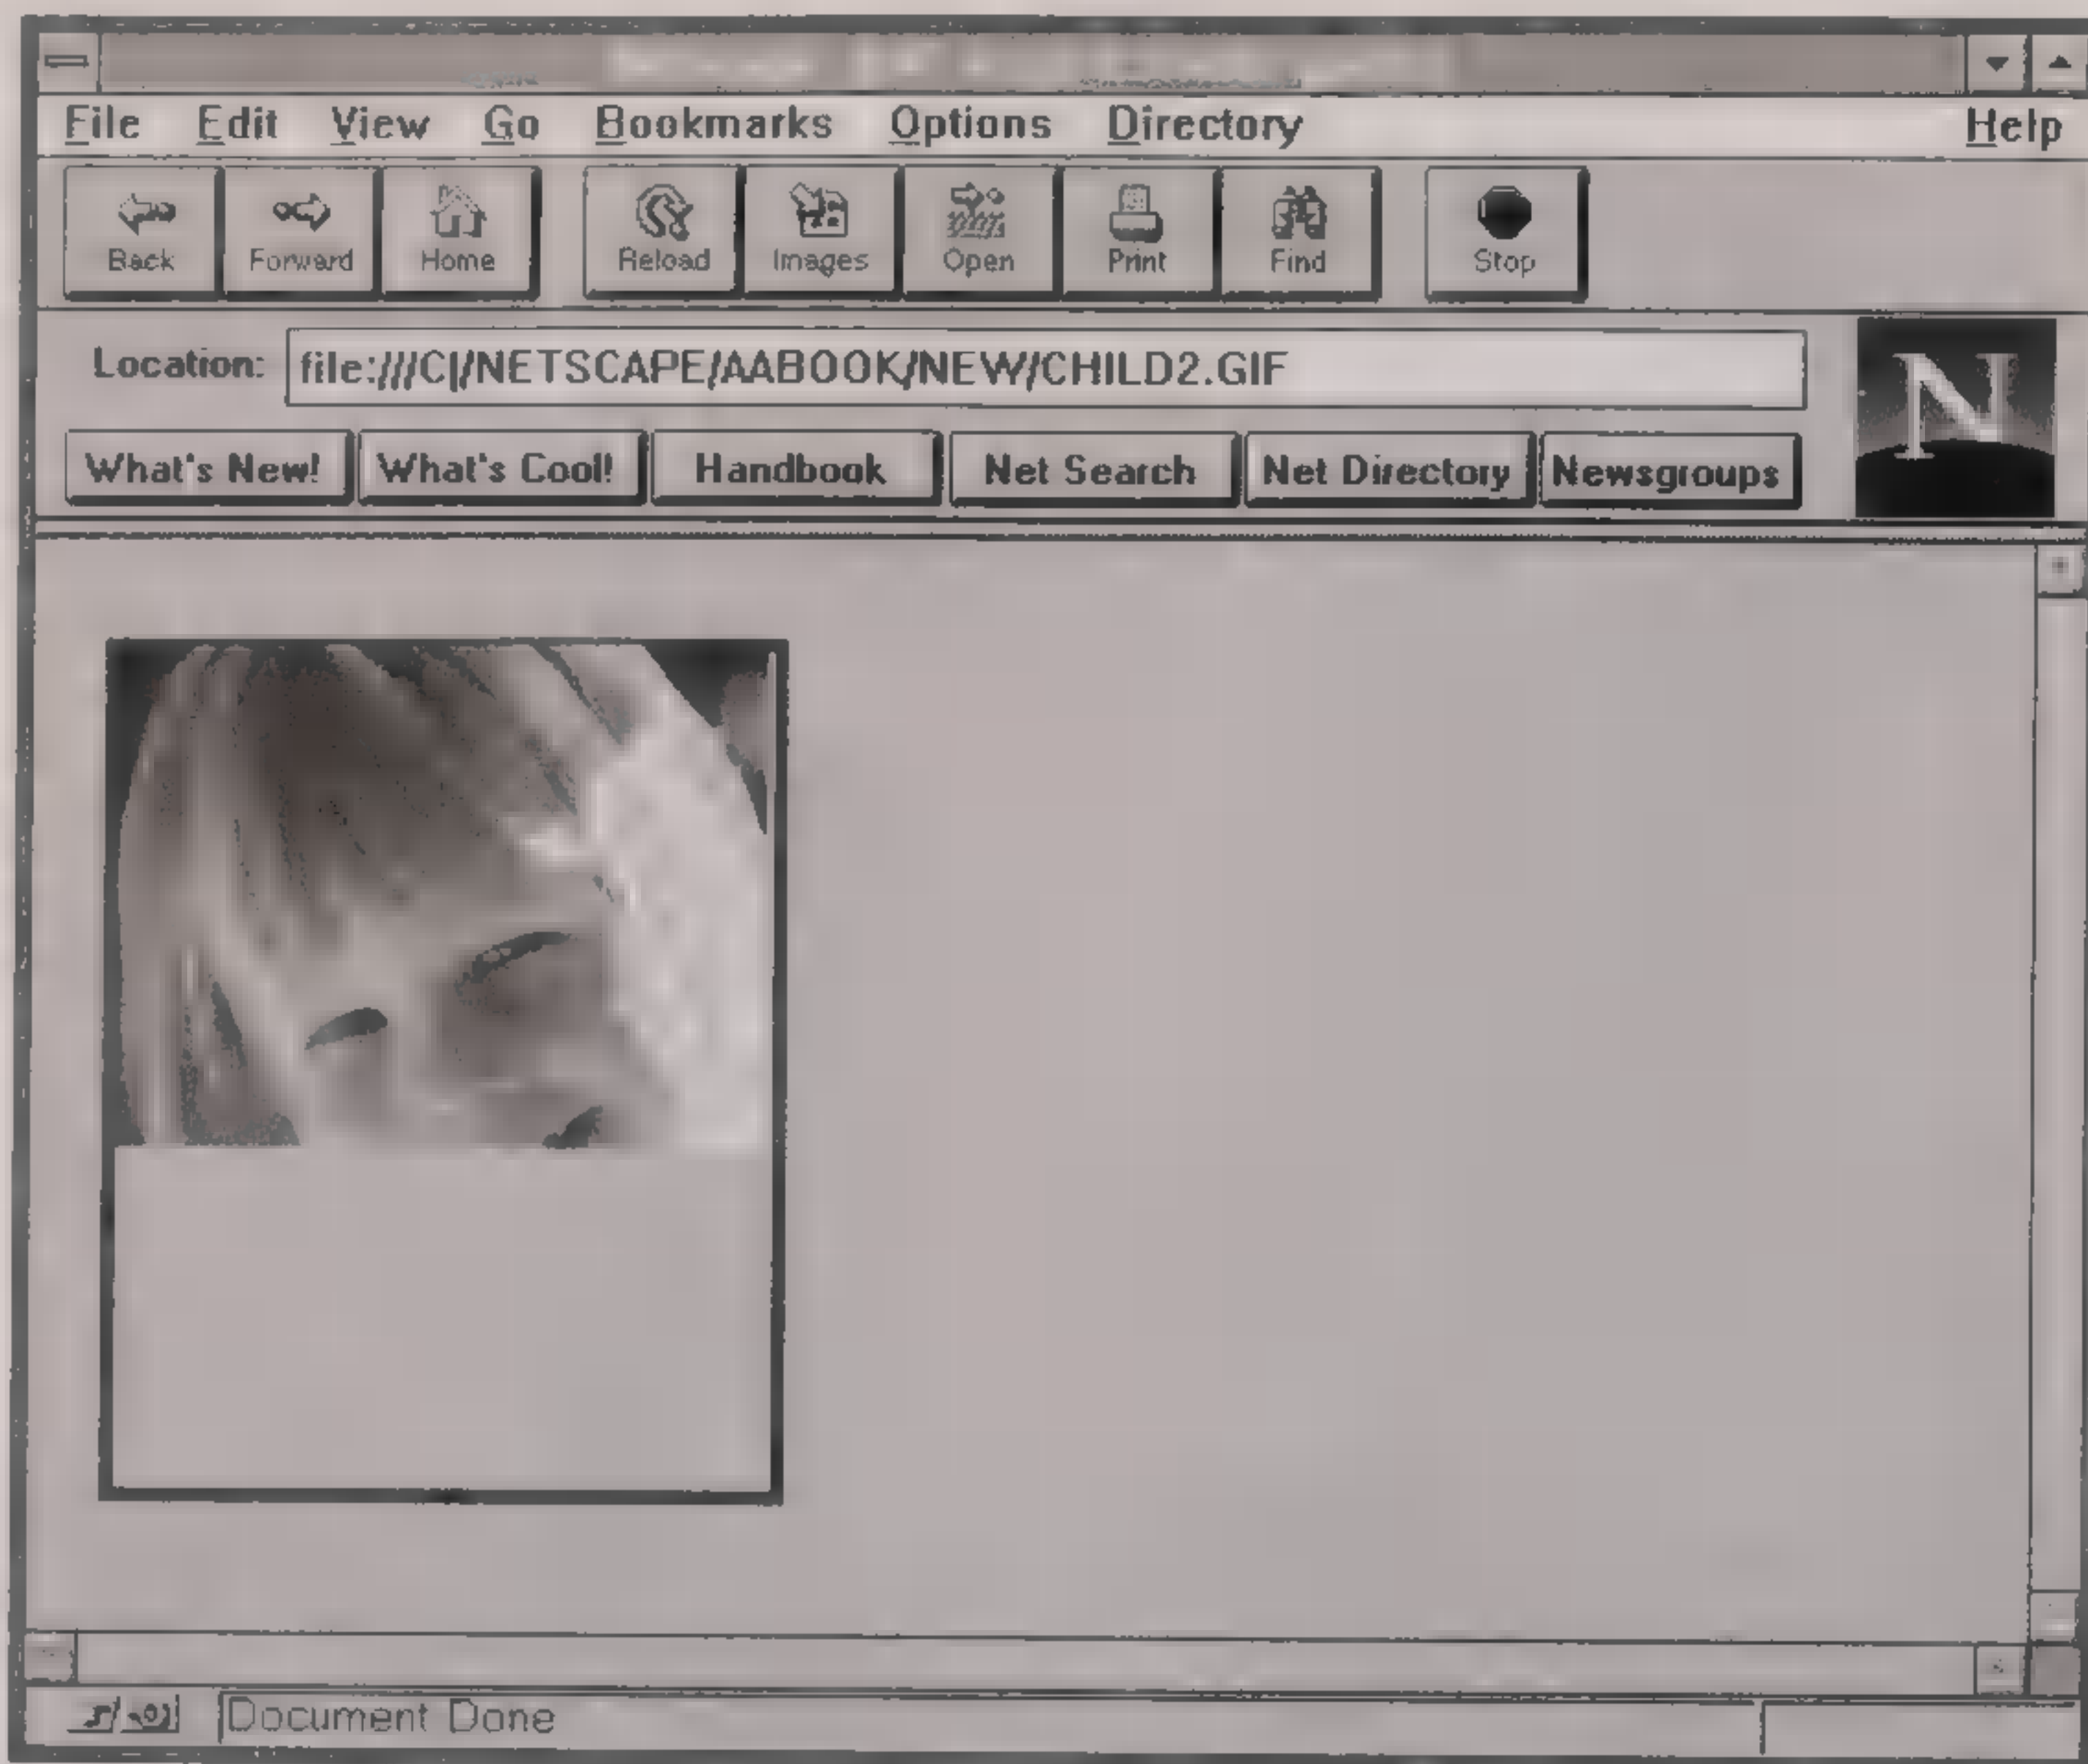 File Edit View Go Bookmarks Options Directory Help
Back Forward Home Reload Images Open Print Find Stop
Location: file:///C|/NETSCAPE/AABOOK/NEW/CHILD2.GIF
N
What's New! What's Cool! Handbook Net Search Net Directory Newsgroups
Document Done